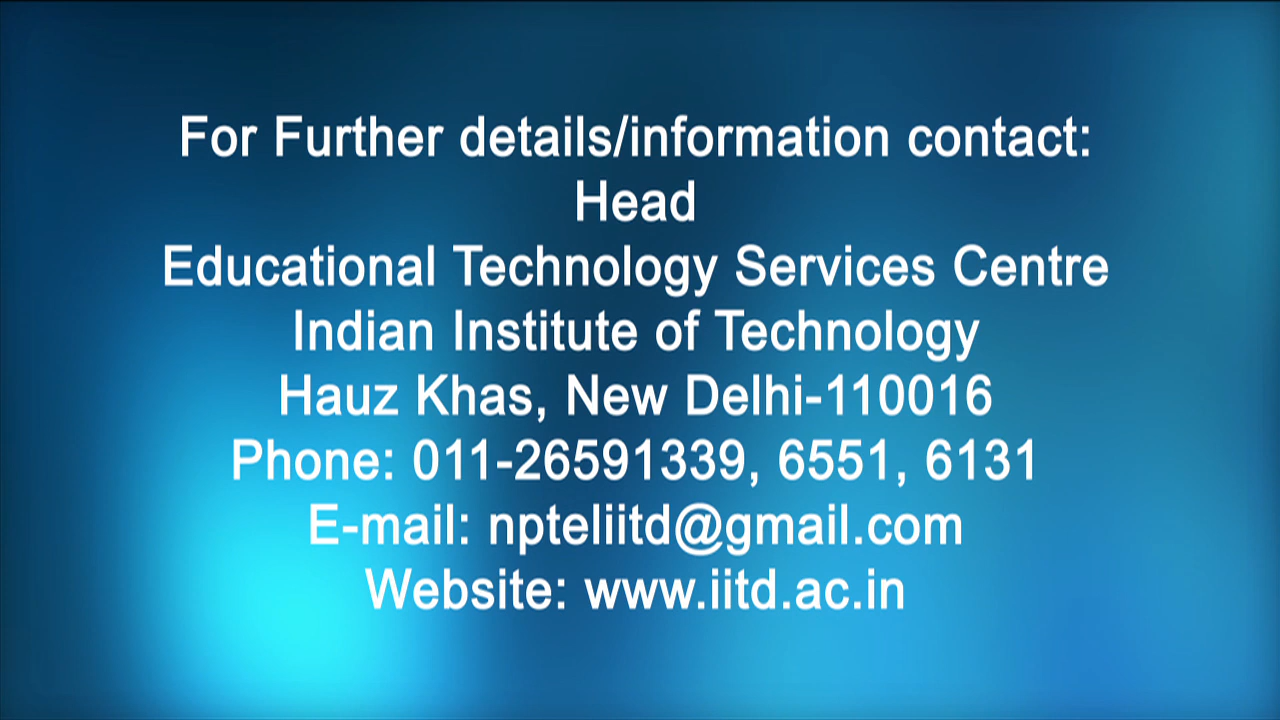 For Further details/information contact:
Head
Educational Technology Services Centre
Indian Institute of Technology
Hauz Khas, New Delhi-110016
Phone: 011-26591339, 6551, 6131
E-mail: npteliitd@gmail.com
Website: www.iitd.ac.in